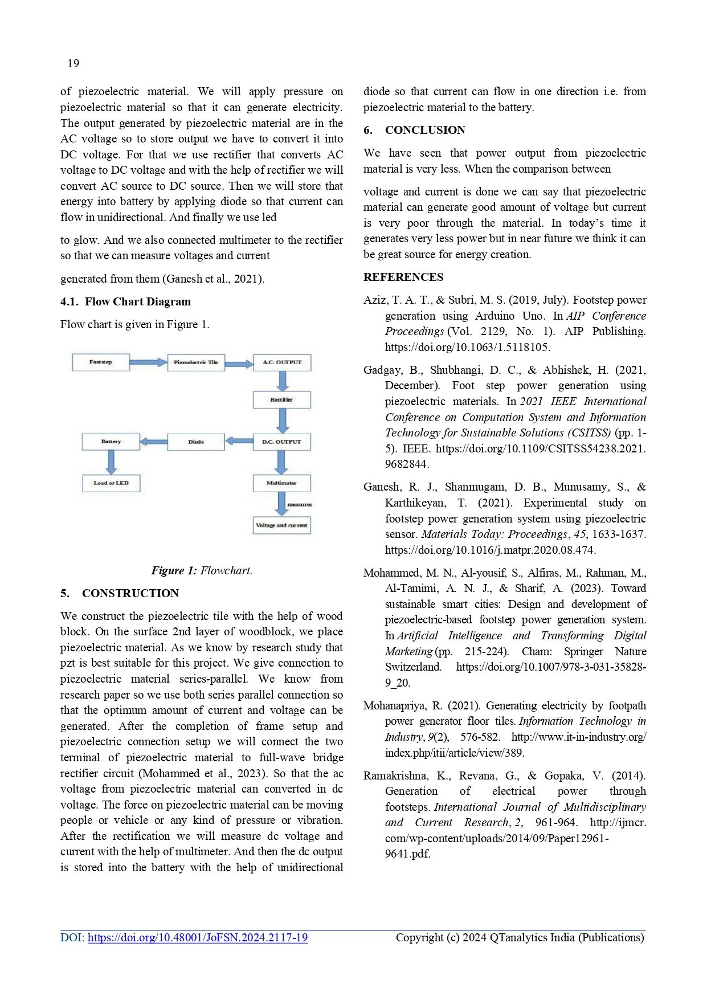 19
of piezoelectric material. We will apply pressure on
piezoelectric material so that it can generate electricity.
The output generated by piezoelectric material are in the
AC voltage so to store output we have to convert it into
DC voltage. For that we use rectifier that converts AC
voltage to DC voltage and with the help of rectifier we will
convert AC source to DC source. Then we will store that
energy into battery by applying diode so that current can
flow in unidirectional. And finally we use led
to glow. And we also connected multimeter to the rectifier
so that we can measure voltages and current
generated from them (Ganesh et al., 2021).
4.1. Flow Chart Diagram
Flow chart is given in Figure 1.
Footstep
Piezoelectric Tile
A.C. OUTPUT
Rectifier
Battery
Diode
D.C. OUTPUT
Load or LED
Multimater
measures
Voltage and current
Figure 1: Flowchart.
5. CONSTRUCTION
We construct the piezoelectric tile with the help of wood
block. On the surface 2nd layer of woodblock, we place
piezoelectric material. As we know by research study that
pzt is best suitable for this project. We give connection to
piezoelectric material series-parallel. We know from
research paper so we use both series parallel connection so
that the optimum amount of current and voltage can be
generated. After the completion of frame setup and
piezoelectric connection setup we will connect the two
terminal of piezoelectric material to full-wave bridge
rectifier circuit (Mohammed et al., 2023). So that the ac
voltage from piezoelectric material can converted in dc
voltage. The force on piezoelectric material can be moving
people or vehicle or any kind of pressure or vibration.
After the rectification we will measure dc voltage and
current with the help of multimeter. And then the dc output
is stored into the battery with the help of unidirectional
diode so that current can flow in one direction i.e. from
piezoelectric material to the battery.
6. CONCLUSION
We have seen that power output from piezoelectric
material is very less. When the comparison between
voltage and current is done we can say that piezoelectric
material can generate good amount of voltage but current
is very poor through the material. In today’s time it
generates very less power but in near future we think it can
be great source for energy creation.
REFERENCES
Aziz, T. A. T., & Subri, M. S. (2019, July). Footstep power
generation using Arduino Uno. In AIP Conference
Proceedings (Vol. 2129, No. 1). AIP Publishing.
https://doi.org/10.1063/1.5118105.
Gadgay, B., Shubhangi, D. C., & Abhishek, H. (2021,
December). Foot step power generation using
piezoelectric materials. In 2021 IEEE International
Conference on Computation System and Information
Technology for Sustainable Solutions (CSITSS) (pp. 1-
5). IEEE. https://doi.org/10.1109/CSITSS54238.2021.
9682844.
Ganesh, R. J., Shanmugam, D. B., Munusamy, S., &
Karthikeyan, T. (2021). Experimental study on
footstep power generation system using piezoelectric
sensor. Materials Today: Proceedings, 45, 1633-1637.
https://doi.org/10.1016/j.matpr.2020.08.474.
Mohammed, M. N., Al-yousif, S., Alfiras, M., Rahman, M.,
Al-Tamimi, A. N. J., & Sharif, A. (2023). Toward
sustainable smart cities: Design and development of
piezoelectric-based footstep power generation system.
In Artificial Intelligence and Transforming Digital
Marketing (pp. 215-224). Cham: Springer Nature
Switzerland. https://doi.org/10.1007/978-3-031-35828-
9_20.
Mohanapriya, R. (2021). Generating electricity by footpath
power generator floor tiles. Information Technology in
Industry, 9(2), 576-582. http://www.it-in-industry.org/
index.php/itii/article/view/389.
Ramakrishna, K., Revana, G., & Gopaka, V. (2014).
Generation of electrical power through
footsteps. International Journal of Multidisciplinary
and Current Research, 2, 961-964. http://ijmcr.
com/wp-content/uploads/2014/09/Paper12961-
9641.pdf.
DOI: https://doi.org/10.48001/JoFSN.2024.2117-19
Copyright (c) 2024 QTanalytics India (Publications)